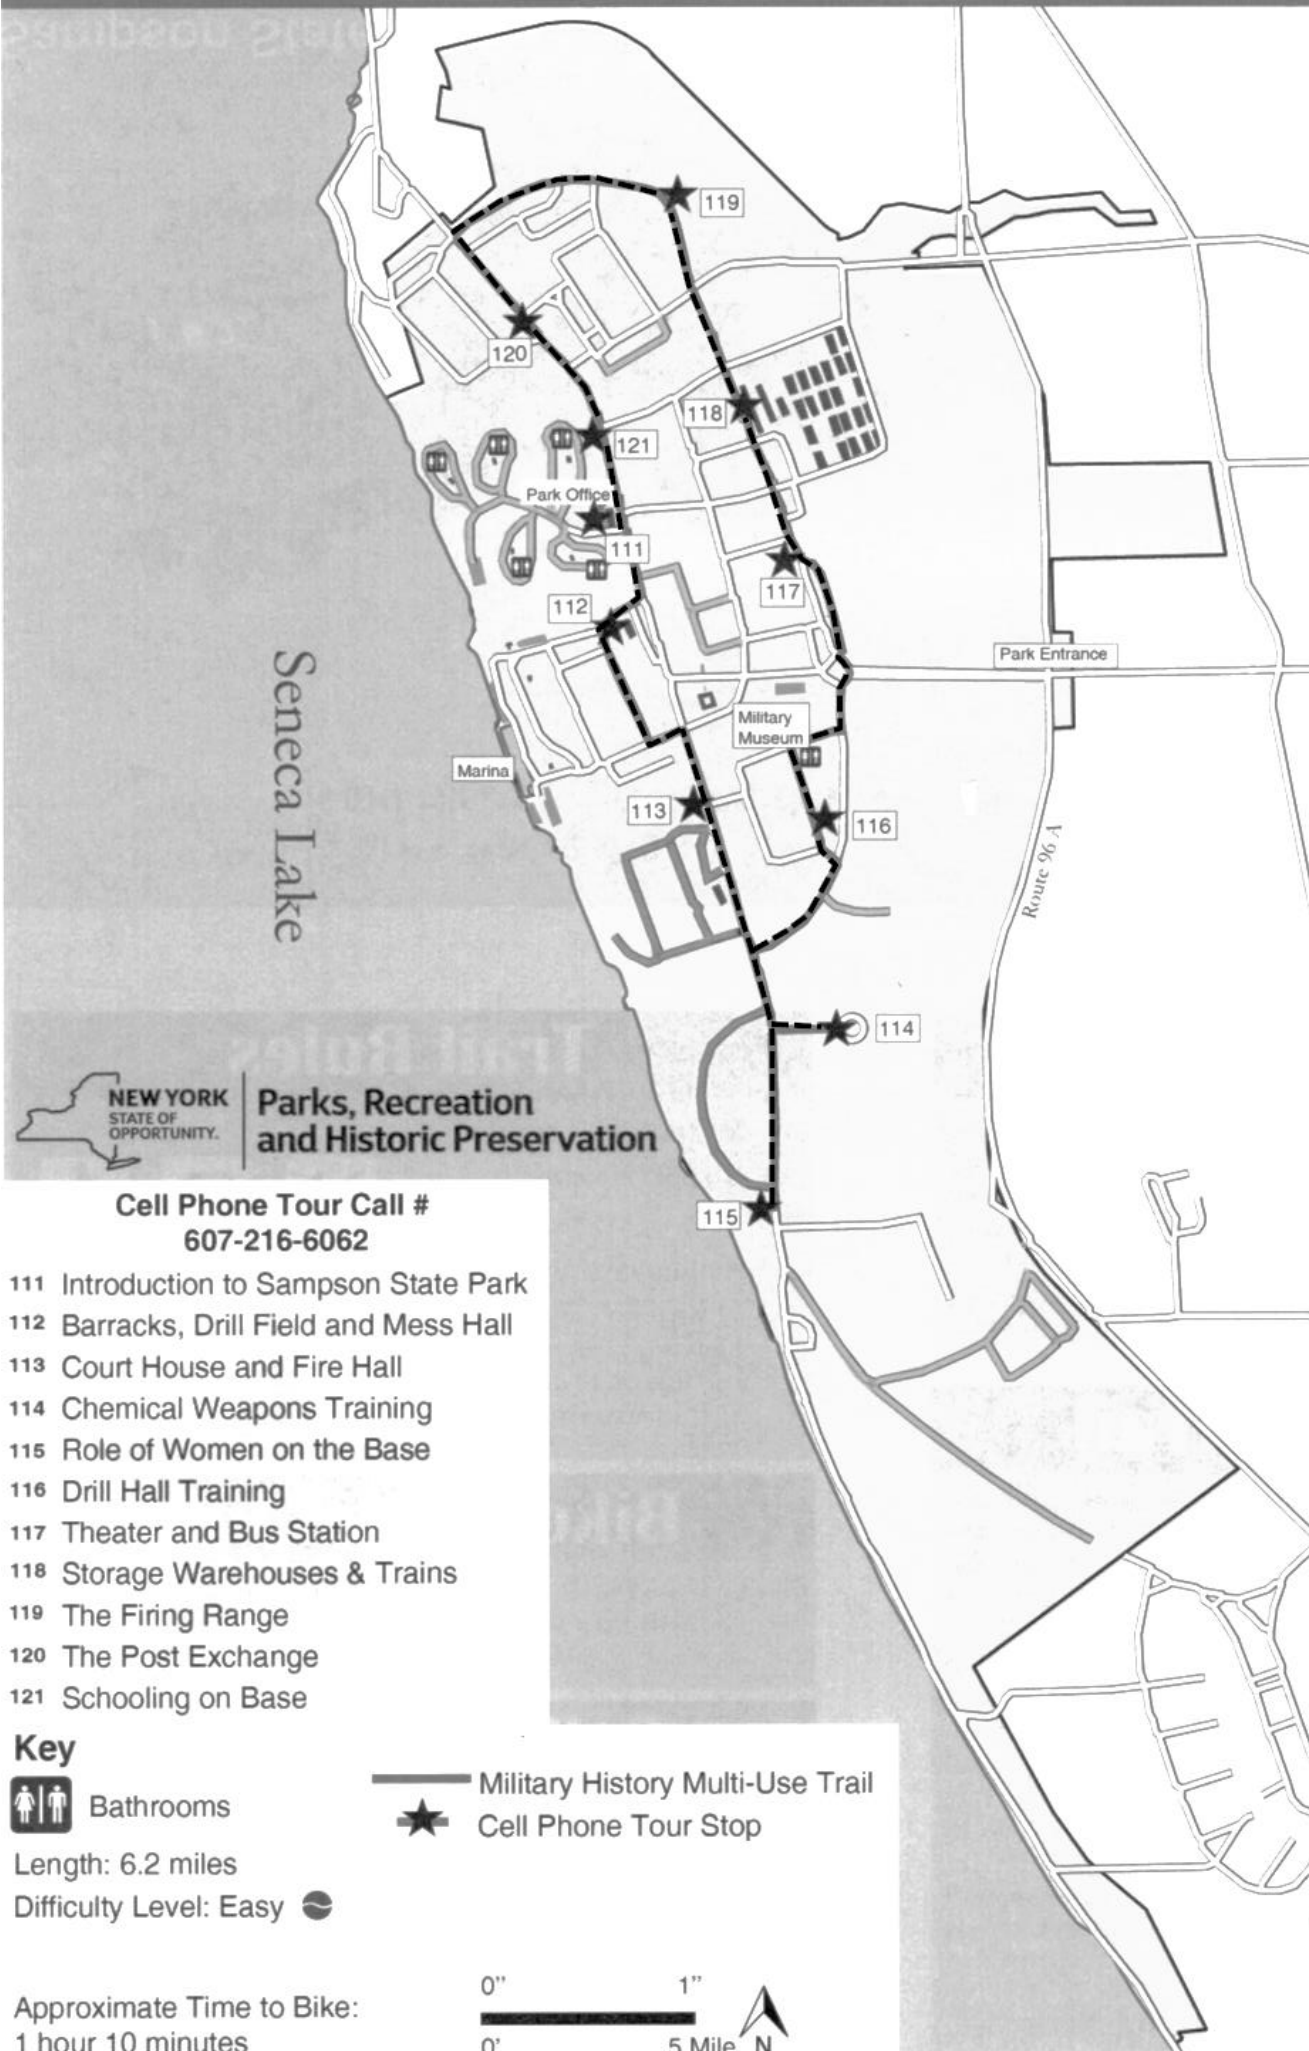 119
120
118
121
Park Office
111
117
112
Park Entrance
Military
Museum
Marina
Seneca Lake
113
116
Route 96 A
114
Trail Rules
NEW YORK
STATE OF
OPPORTUNITY.
Parks, Recreation
and Historic Preservation
115
Cell Phone Tour Call #
607-216-6062
111 Introduction to Sampson State Park
112 Barracks, Drill Field and Mess Hall
113 Court House and Fire Hall
114 Chemical Weapons Training
115 Role of Women on the Base
116 Drill Hall Training
117 Theater and Bus Station
118 Storage Warehouses & Trains
119 The Firing Range
120 The Post Exchange
121 Schooling on Base
Key
Bathrooms
Military History Multi-Use Trail
Cell Phone Tour Stop
Length: 6.2 miles
Difficulty Level: Easy
Approximate Time to Bike:
1 hour 10 minutes
0" 1"
0' .5 Mile
N